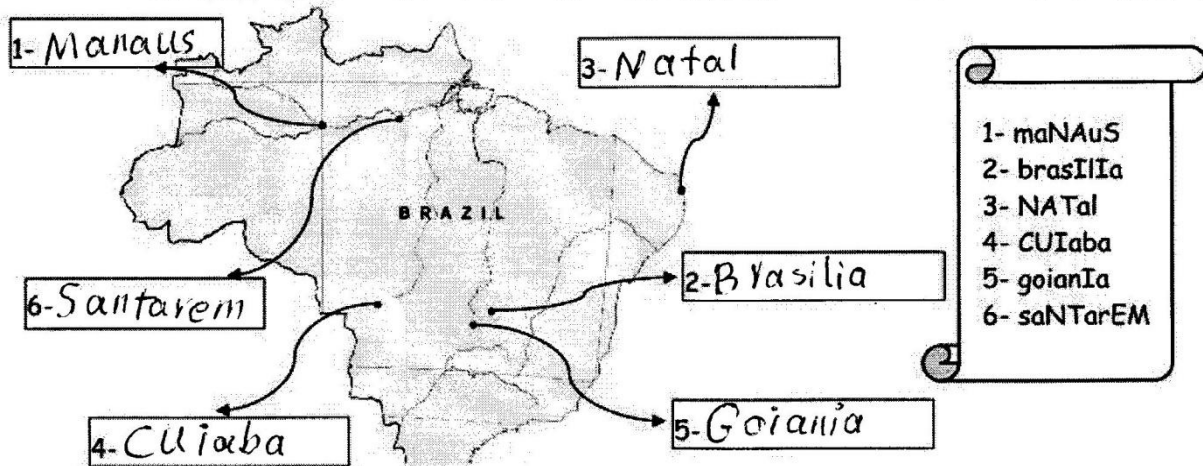 1- Manaus
3- Natal
BRAZIL
6- Santarem
2- Brasilia
4- CUiaba
5- Goiania
1- maNAuS
2- brasIlIa
3- NATal
4- CUIaba
5- goianIa
6- saNTarEM